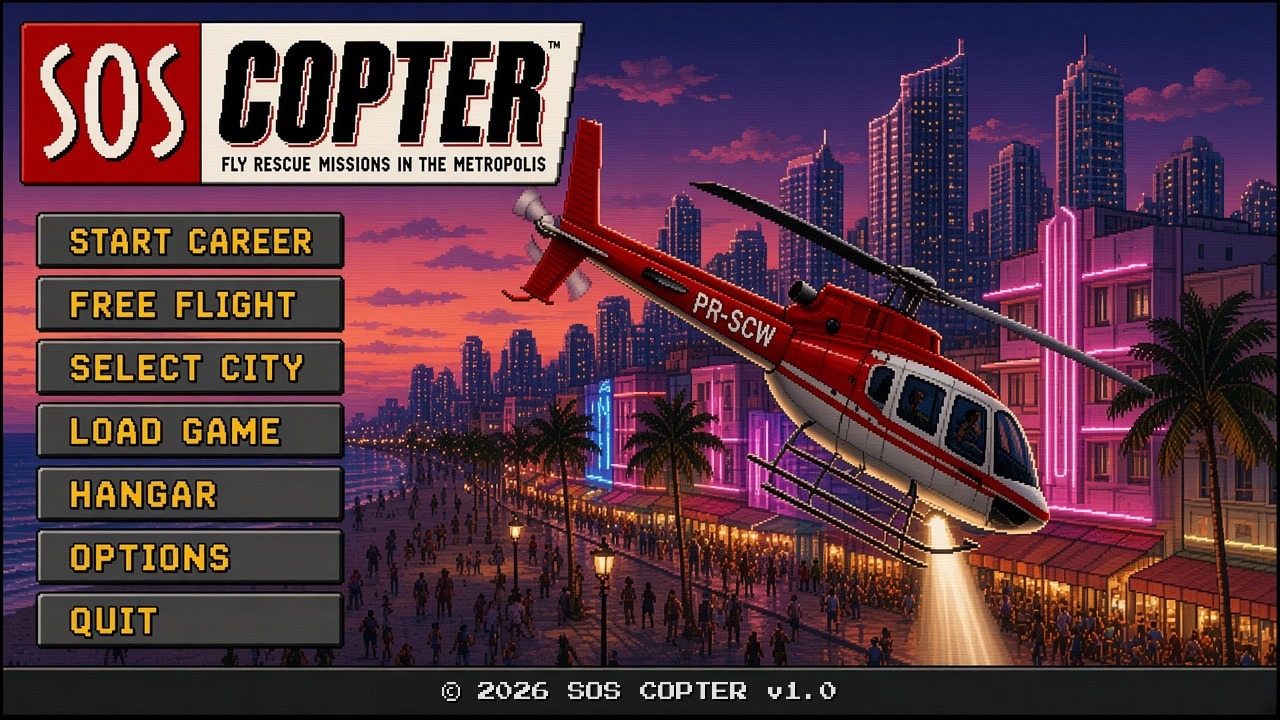 SOS COPTER™
FLY RESCUE MISSIONS IN THE METROPOLIS
START CAREER
FREE FLIGHT
SELECT CITY
LOAD GAME
HANGAR
OPTIONS
QUIT
PR-SCW
© 2026 SOS COPTER v1.0